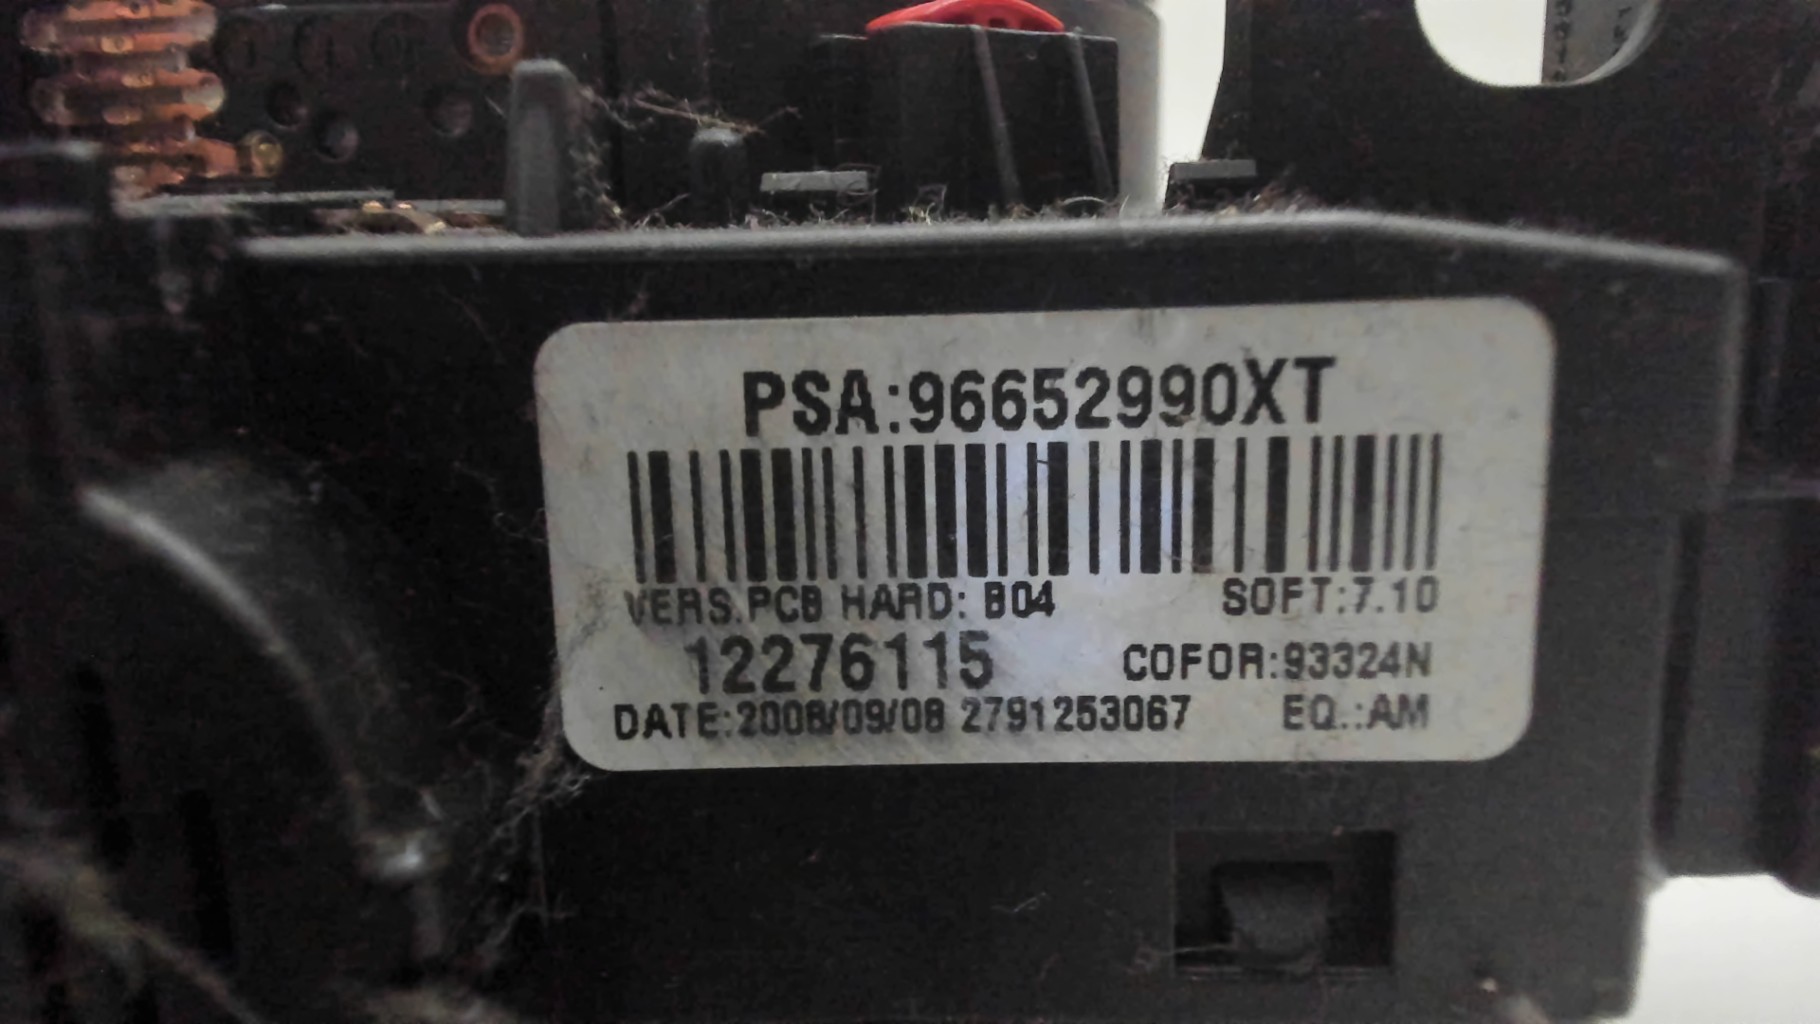 PSA:96652990XT
VERS.PCB HARD: B04 SOFT:7.10
12276115 COFOR:93324N
DATE:2008/09/08 2791253067 EQ.:AM